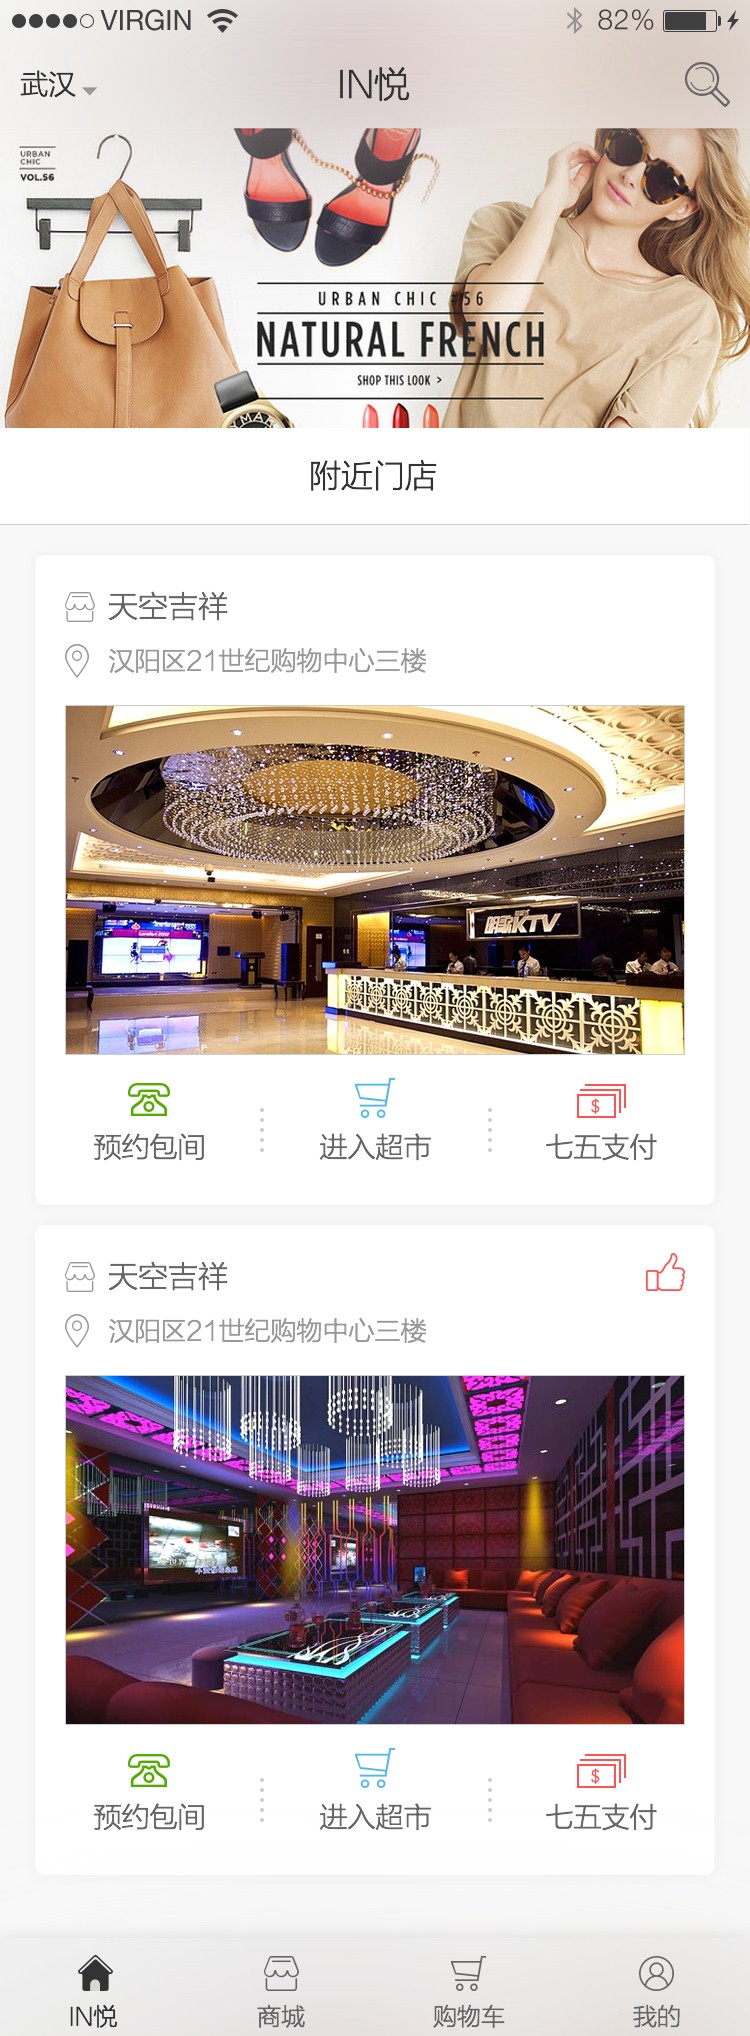 VIRGIN 82%
武汉 IN悦
URBAN
CHIC
VOL.56
URBAN CHIC #56
NATURAL FRENCH
SHOP THIS LOOK >
附近门店
天空吉祥
汉阳区21世纪购物中心三楼
KTV
预约包间 进入超市 七五支付
天空吉祥
汉阳区21世纪购物中心三楼
预约包间 进入超市 七五支付
IN悦 商城 购物车 我的